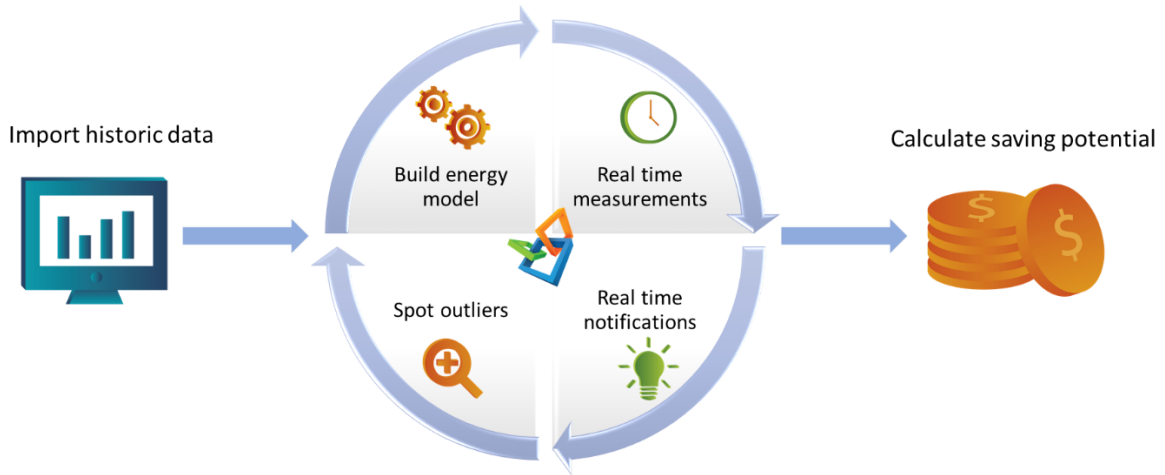 Import historic data
Build energy
model
Real time
measurements
Spot outliers
Real time
notifications
Calculate saving potential
$
$